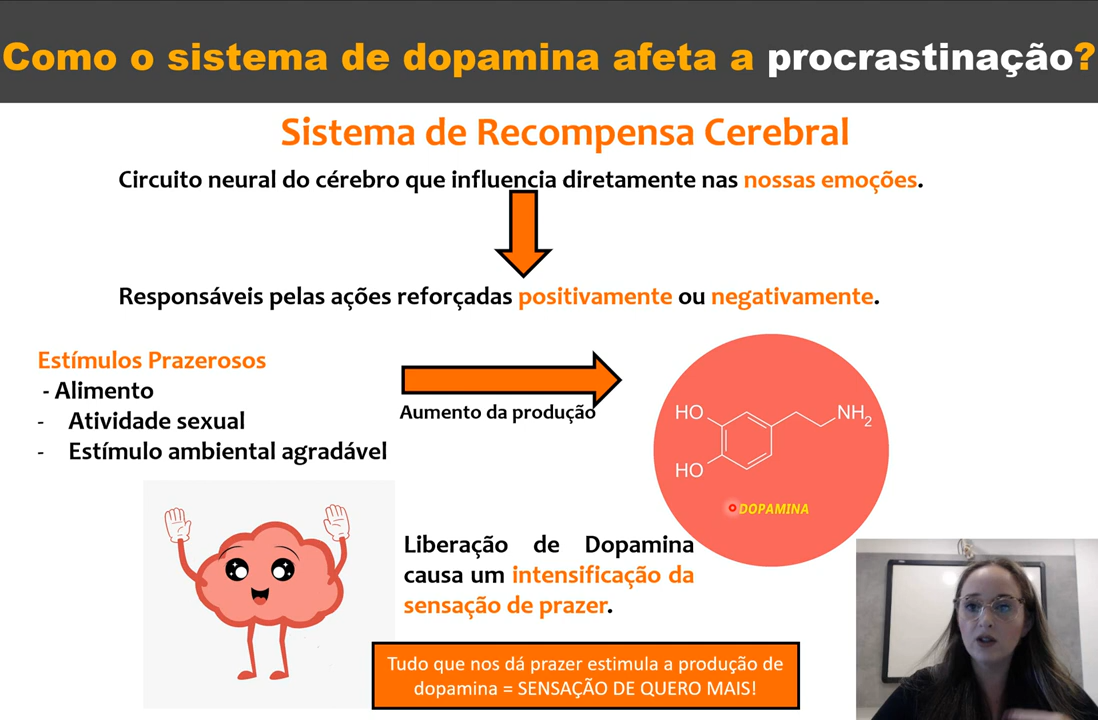 Como o sistema de dopamina afeta a procrastinação?
Sistema de Recompensa Cerebral
Circuito neural do cérebro que influencia diretamente nas nossas emoções.
Responsáveis pelas ações reforçadas positivamente ou negativamente.
Estímulos Prazerosos
- Alimento
- Atividade sexual
- Estímulo ambiental agradável
Aumento da produção
HO
NH2
HO
DOPAMINA
Liberação de Dopamina
causa um intensificação da
sensação de prazer.
Tudo que nos dá prazer estimula a produção de
dopamina = SENSAÇÃO DE QUERO MAIS!